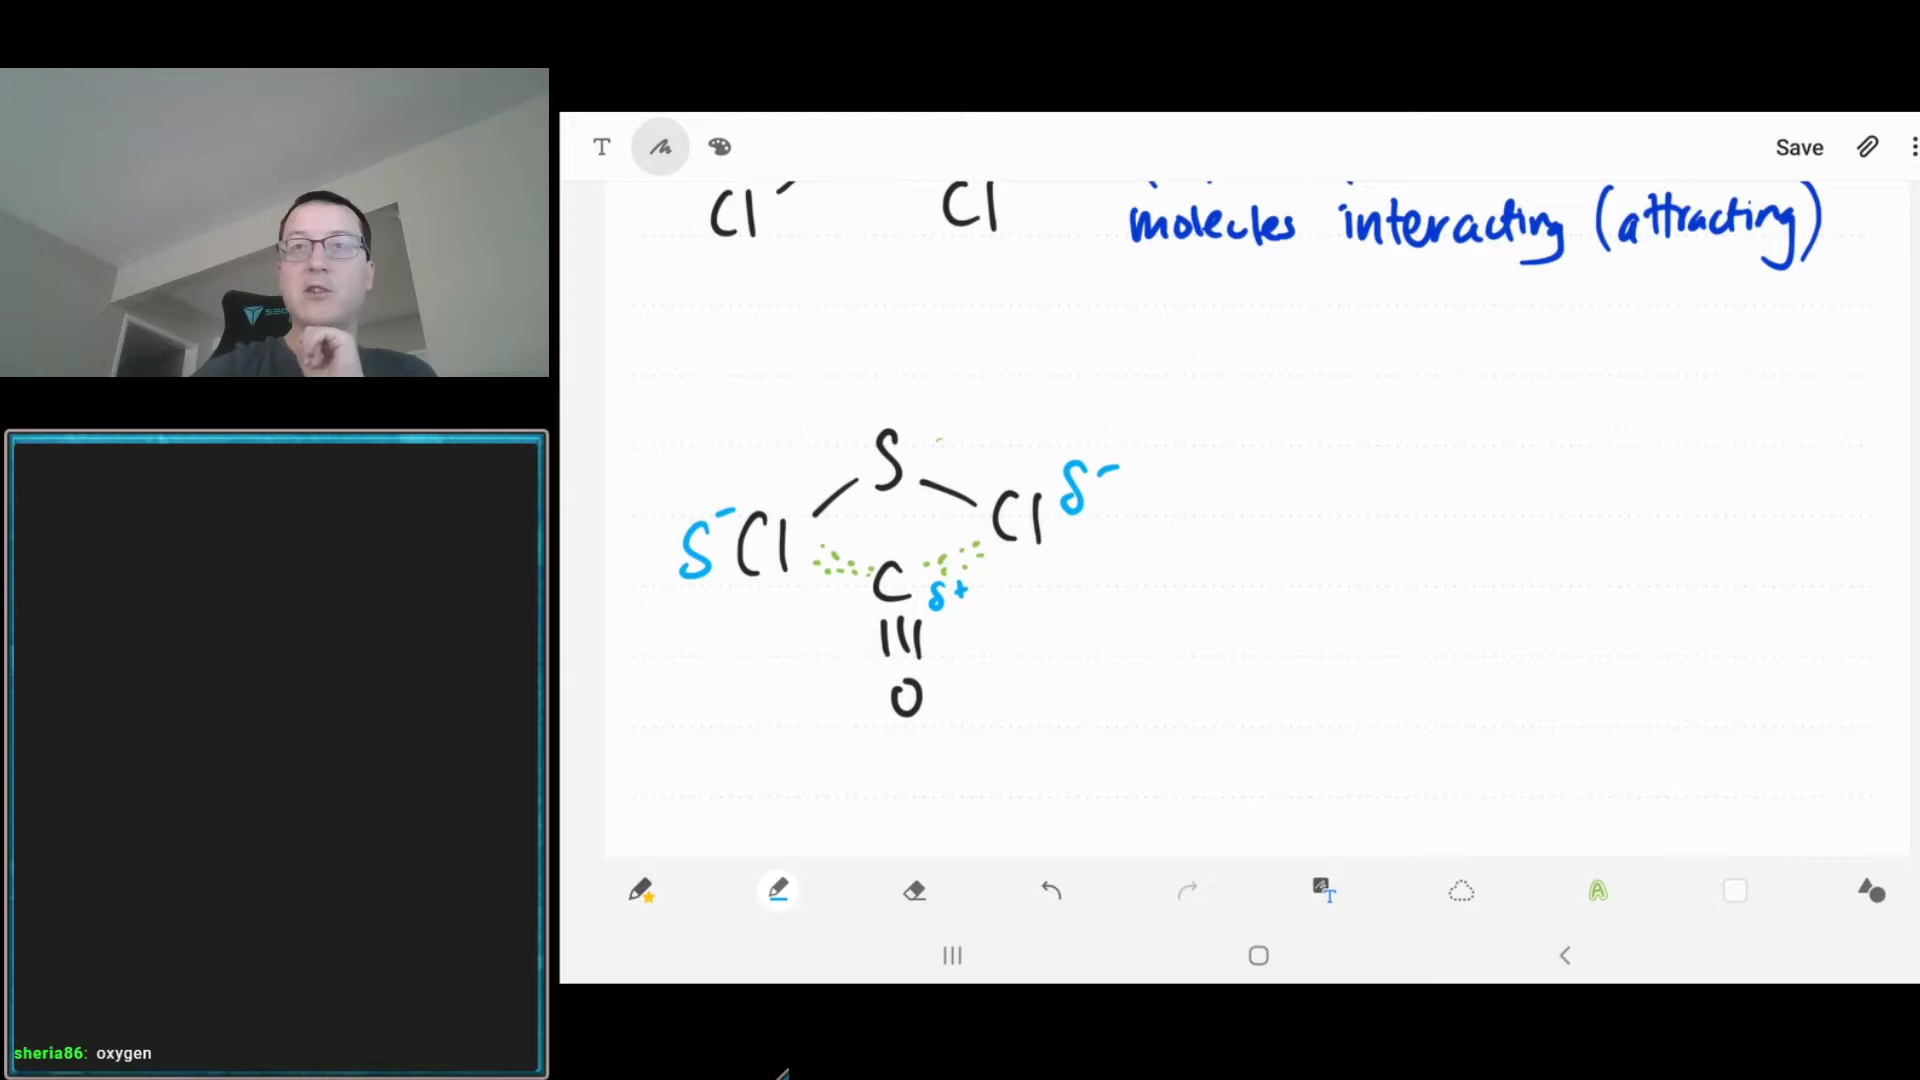 T Save
Cl Cl molecules interacting (attracting)
S
δ- Cl Cl δ-
C δ+
O
T A
sheria86: oxygen